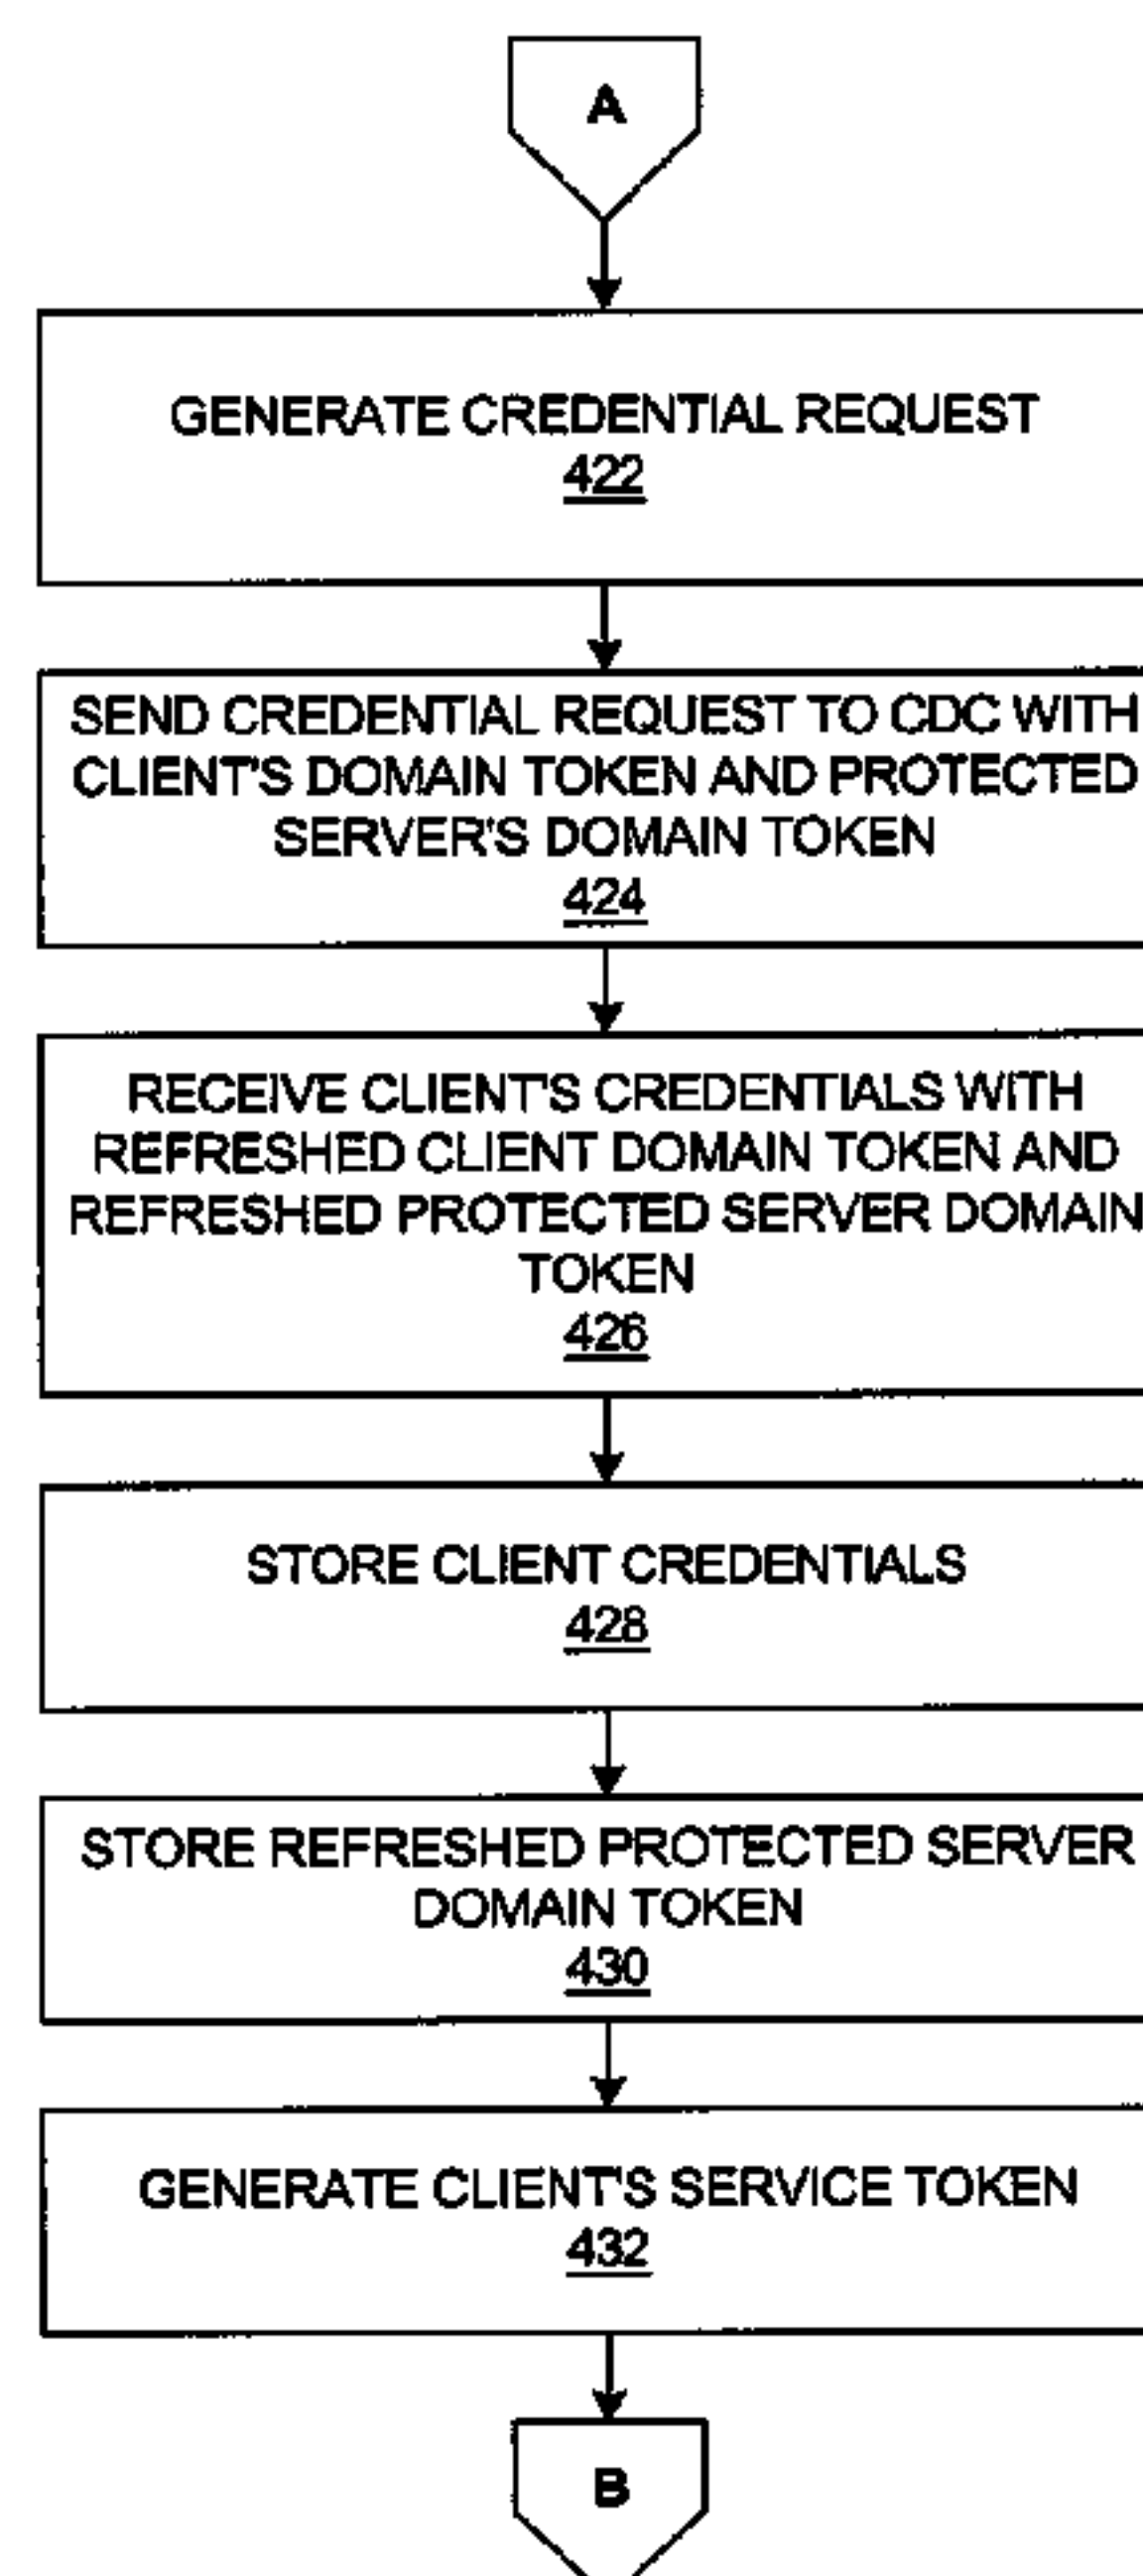 A
GENERATE CREDENTIAL REQUEST
422
SEND CREDENTIAL REQUEST TO CDC WITH
CLIENT'S DOMAIN TOKEN AND PROTECTED
SERVER'S DOMAIN TOKEN
424
RECEIVE CLIENT'S CREDENTIALS WITH
REFRESHED CLIENT DOMAIN TOKEN AND
REFRESHED PROTECTED SERVER DOMAIN
TOKEN
426
STORE CLIENT CREDENTIALS
428
STORE REFRESHED PROTECTED SERVER
DOMAIN TOKEN
430
GENERATE CLIENT'S SERVICE TOKEN
432
B